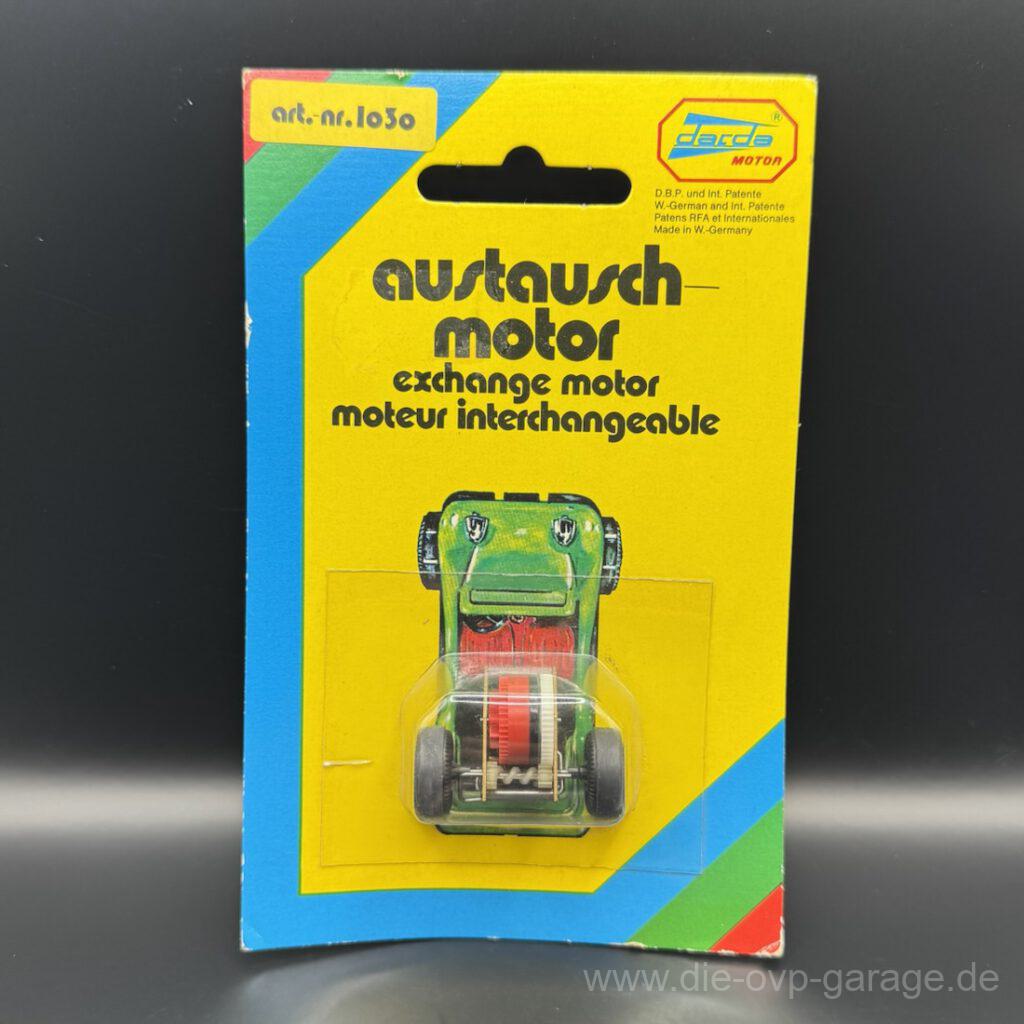 art.-nr.1030
darda ®
MOTOR
D.B.P. und Int. Patente
W.-German and Int. Patente
Patens RFA et Internationales
Made in W.-Germany
austausch-
motor
exchange motor
moteur interchangeable
www.die-ovp-garage.de